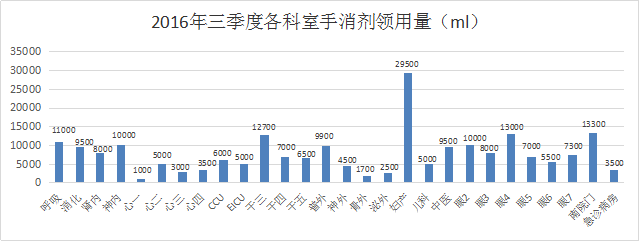 2016年三季度各科室手消剂领用量（ml）
35000
30000
25000
20000
15000
10000
5000
0
11000
9500
8000
10000
1000
5000
3000
3500
6000
5000
12700
7000
6500
9900
4500
1700
2500
29500
5000
9500
10000
8000
13000
7000
5500
7300
13300
3500
呼吸
消化
肾内
神内
心一
心二
心三
心四
CCU
EICU
干三
干四
干五
普外
神外
骨外
泌外
妇产
儿科
中医
眼2
眼3
眼4
眼5
眼6
眼7
南院门
急诊病房